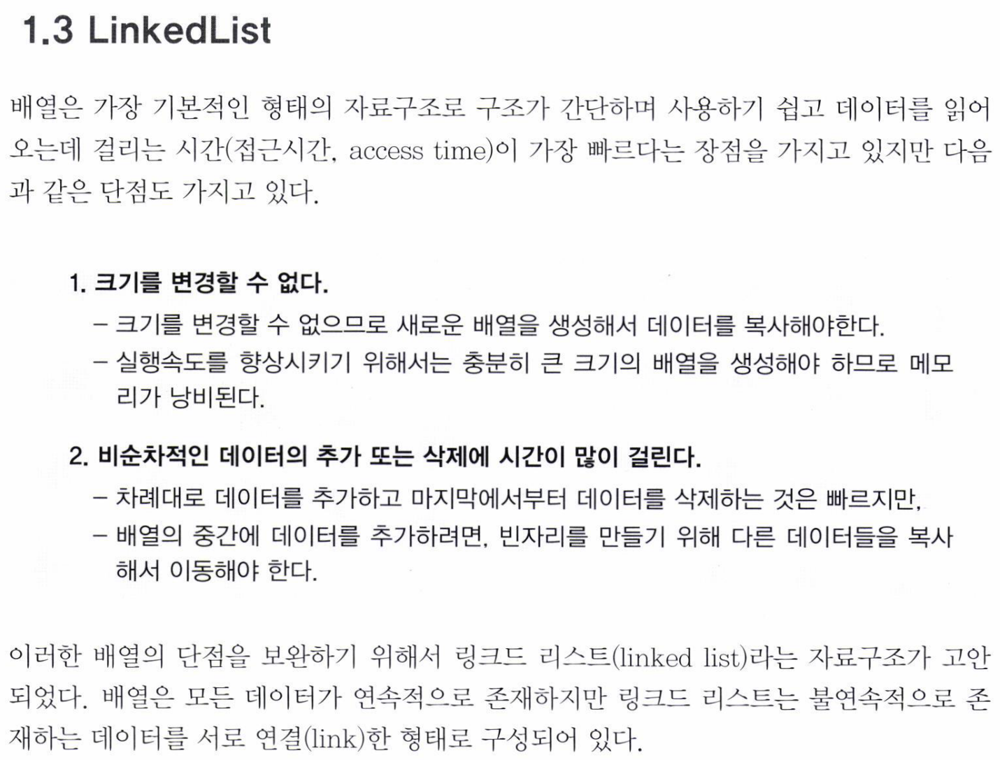 1.3 LinkedList
배열은 가장 기본적인 형태의 자료구조로 구조가 간단하며 사용하기 쉽고 데이터를 읽어
오는데 걸리는 시간(접근시간, access time)이 가장 빠르다는 장점을 가지고 있지만 다음
과 같은 단점도 가지고 있다.
1. 크기를 변경할 수 없다.
– 크기를 변경할 수 없으므로 새로운 배열을 생성해서 데이터를 복사해야한다.
– 실행속도를 향상시키기 위해서는 충분히 큰 크기의 배열을 생성해야 하므로 메모
리가 낭비된다.
2. 비순차적인 데이터의 추가 또는 삭제에 시간이 많이 걸린다.
– 차례대로 데이터를 추가하고 마지막에서부터 데이터를 삭제하는 것은 빠르지만,
– 배열의 중간에 데이터를 추가하려면, 빈자리를 만들기 위해 다른 데이터들을 복사
해서 이동해야 한다.
이러한 배열의 단점을 보완하기 위해서 링크드 리스트(linked list)라는 자료구조가 고안
되었다. 배열은 모든 데이터가 연속적으로 존재하지만 링크드 리스트는 불연속적으로 존
재하는 데이터를 서로 연결(link)한 형태로 구성되어 있다.